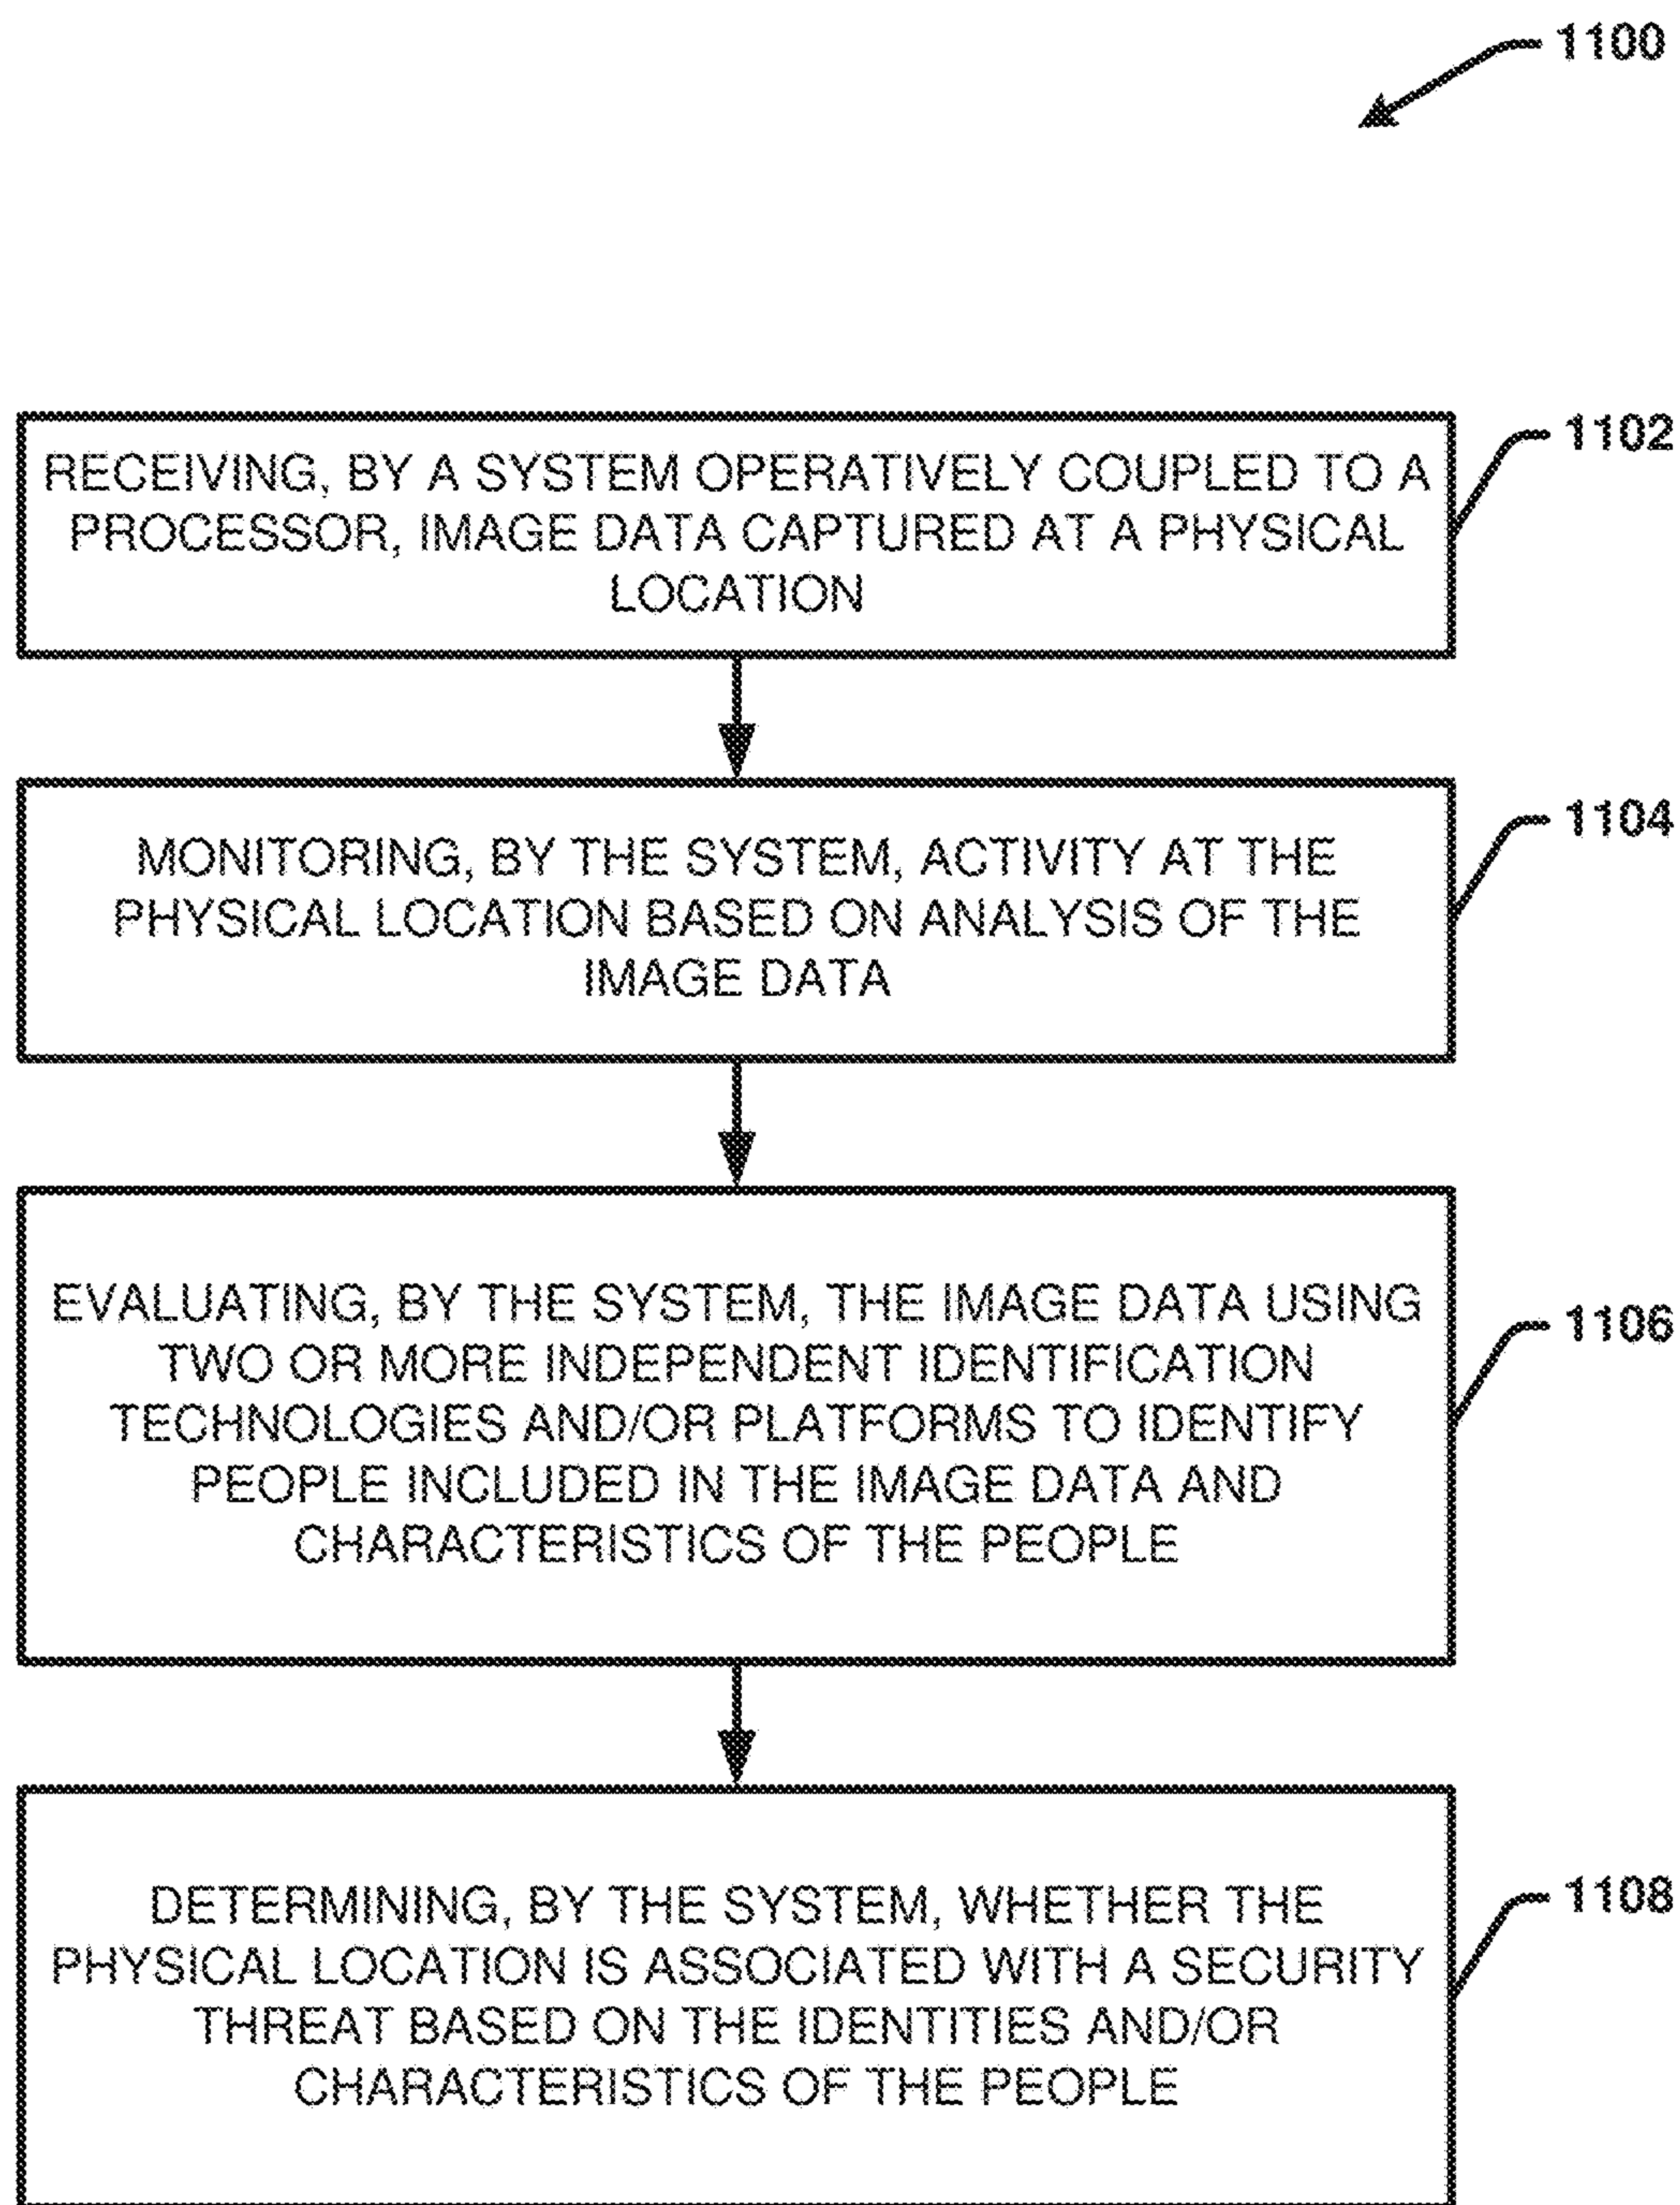 1100
RECEIVING, BY A SYSTEM OPERATIVELY COUPLED TO A
PROCESSOR, IMAGE DATA CAPTURED AT A PHYSICAL
LOCATION
1102
MONITORING, BY THE SYSTEM, ACTIVITY AT THE
PHYSICAL LOCATION BASED ON ANALYSIS OF THE
IMAGE DATA
1104
EVALUATING, BY THE SYSTEM, THE IMAGE DATA USING
TWO OR MORE INDEPENDENT IDENTIFICATION
TECHNOLOGIES AND/OR PLATFORMS TO IDENTIFY
PEOPLE INCLUDED IN THE IMAGE DATA AND
CHARACTERISTICS OF THE PEOPLE
1106
DETERMINING, BY THE SYSTEM, WHETHER THE
PHYSICAL LOCATION IS ASSOCIATED WITH A SECURITY
THREAT BASED ON THE IDENTITIES AND/OR
CHARACTERISTICS OF THE PEOPLE
1108